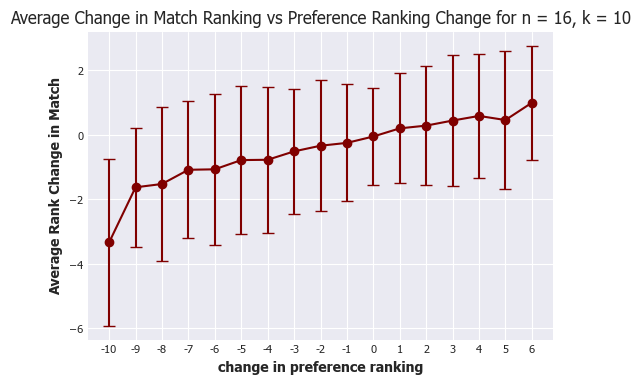 Average Change in Match Ranking vs Preference Ranking Change for n = 16, k = 10
Average Rank Change in Match
2
0
−2
−4
−6
-10 -9 -8 -7 -6 -5 -4 -3 -2 -1 0 1 2 3 4 5 6
change in preference ranking